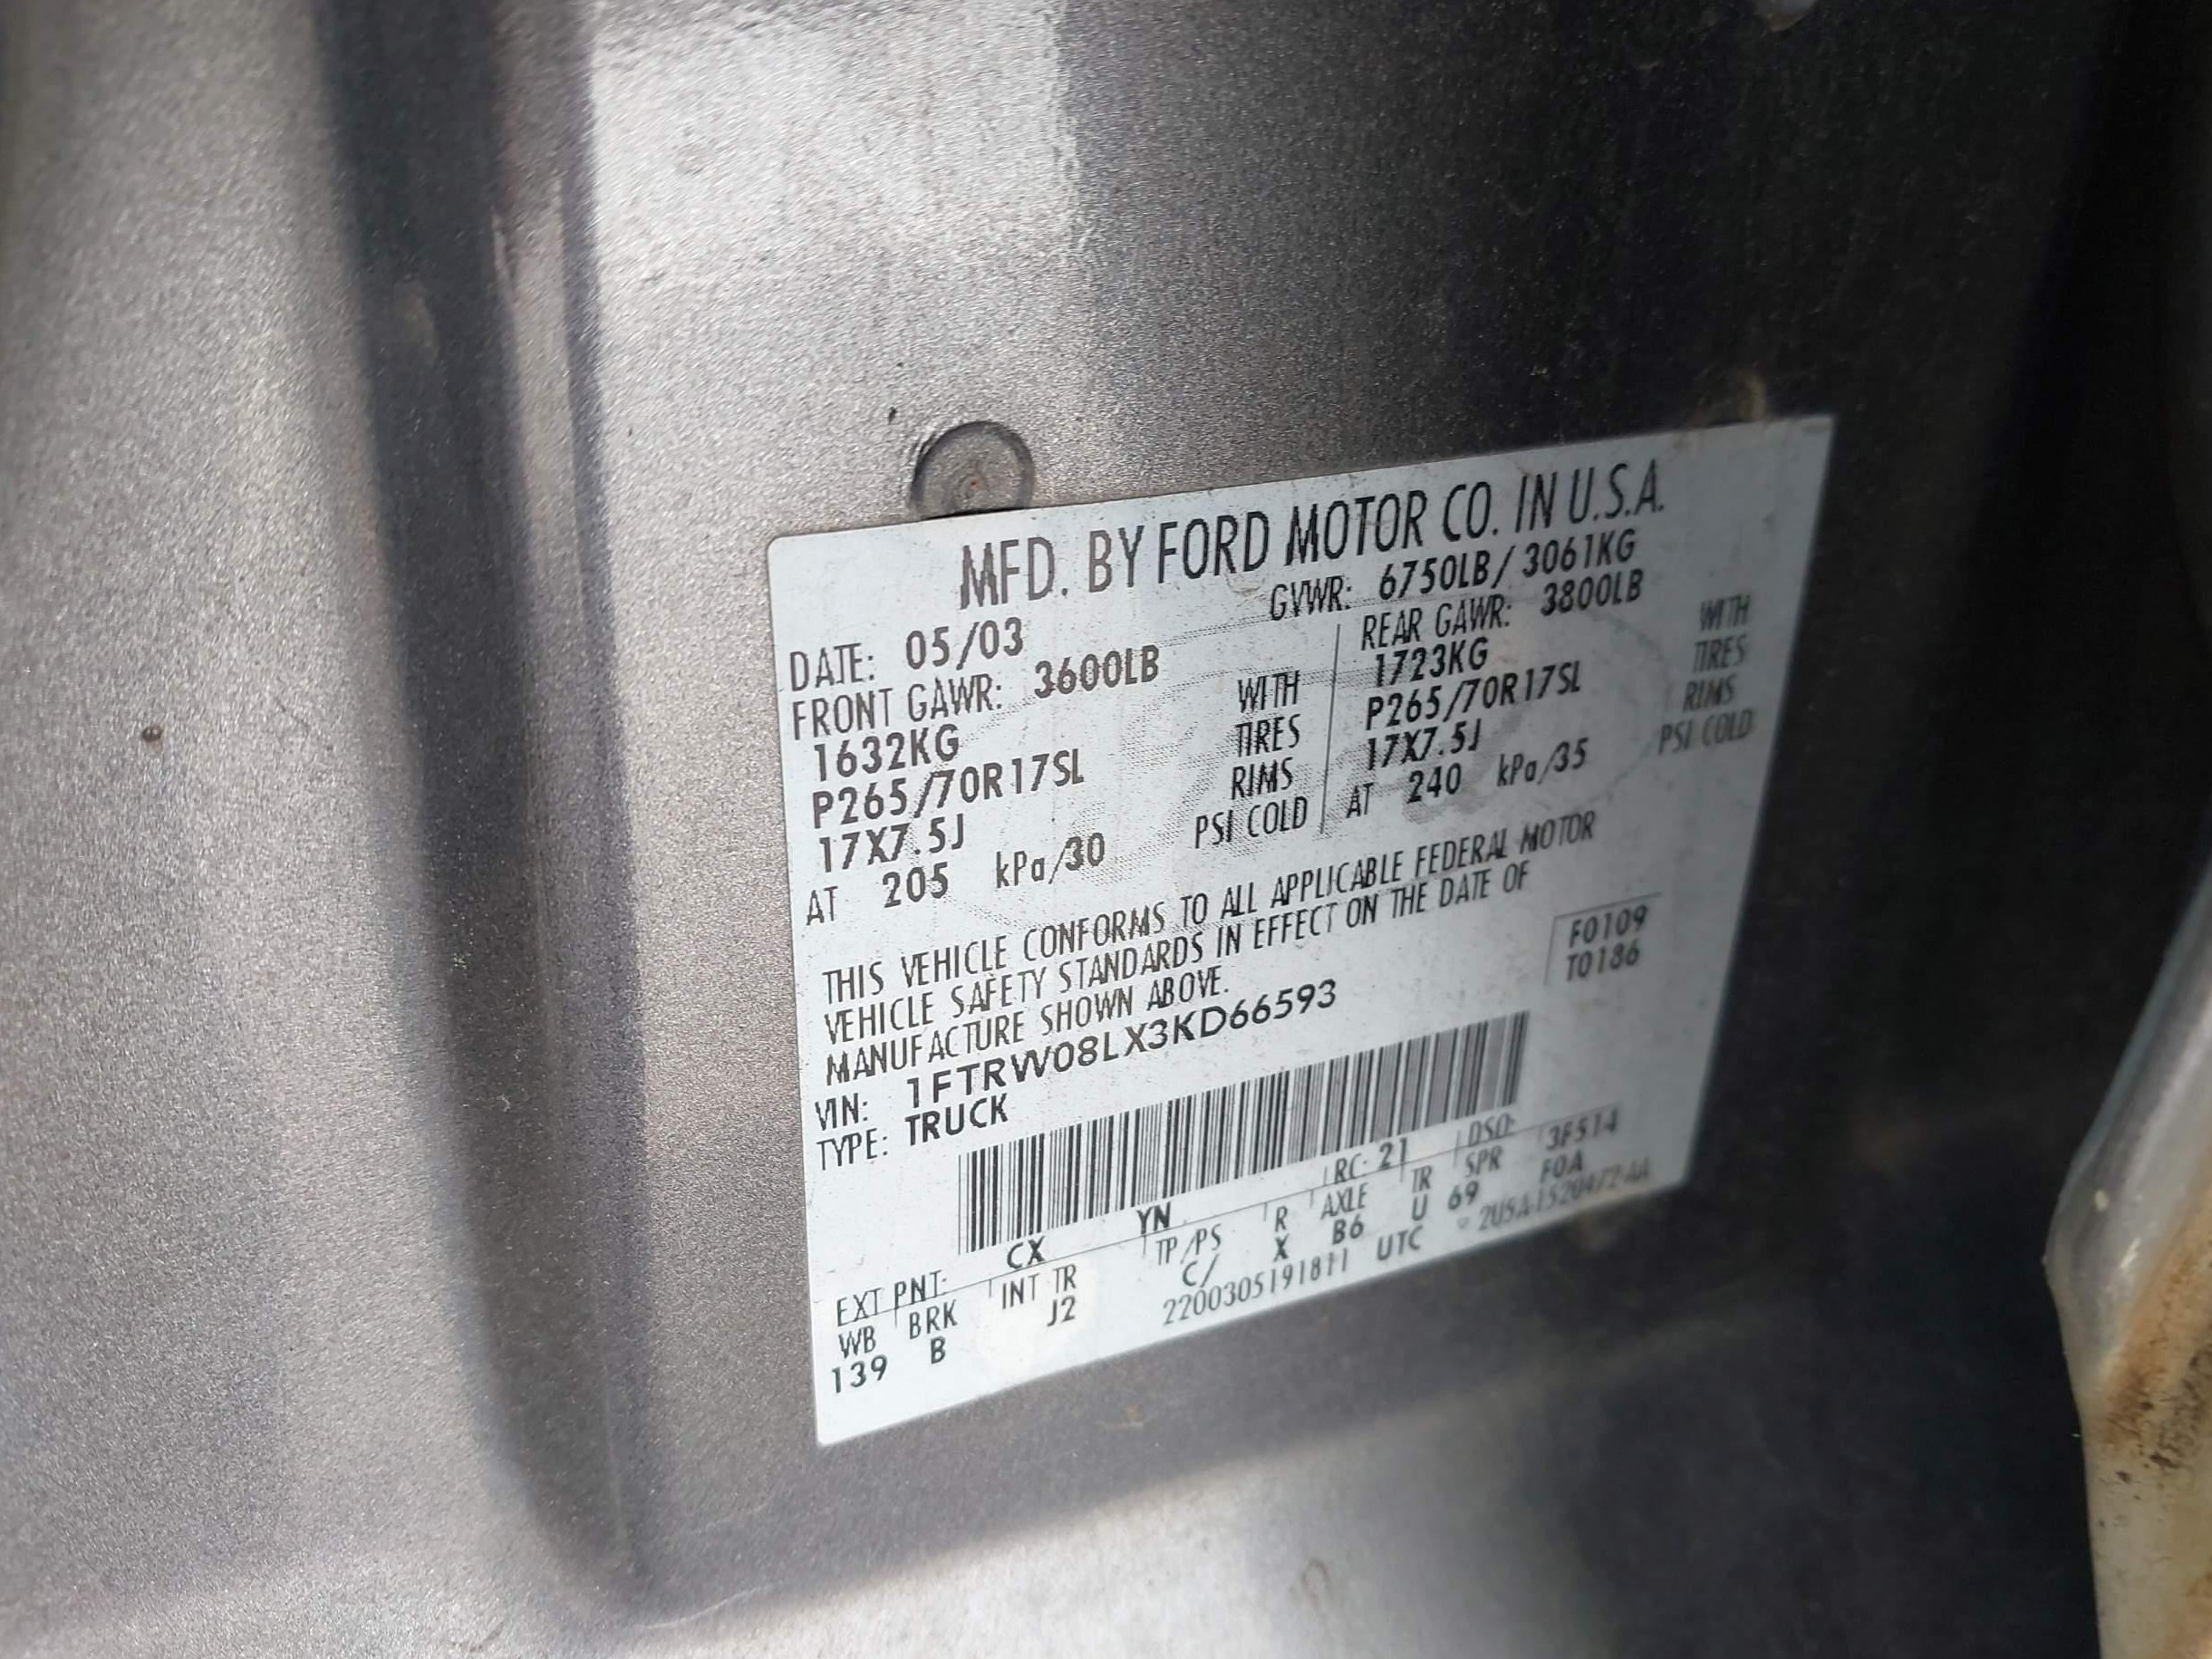 MFD. BY FORD MOTOR CO. IN U.S.A.
DATE: 05/03 GVWR: 6750LB/3061KG
FRONT GAWR: 3600LB REAR GAWR: 3800LB
1632KG WITH 1723KG WITH
P265/70R17SL TIRES P265/70R17SL TIRES
17X7.5J RIMS 17X7.5J RIMS
AT 205 kPa/30 PSI COLD AT 240 kPa/35 PSI COLD
THIS VEHICLE CONFORMS TO ALL APPLICABLE FEDERAL MOTOR
VEHICLE SAFETY STANDARDS IN EFFECT ON THE DATE OF
MANUFACTURE SHOWN ABOVE.
F0109
T0186
VIN: 1FTRW08LX3KD66593
TYPE: TRUCK
EXT PNT: CX YN RC: 21 DSO:
WB BRK INT TR TP/PS R AXLE TR SPR 3F514
139 B J2 C/ X B6 U 69 F0A
2200305191811 UTC